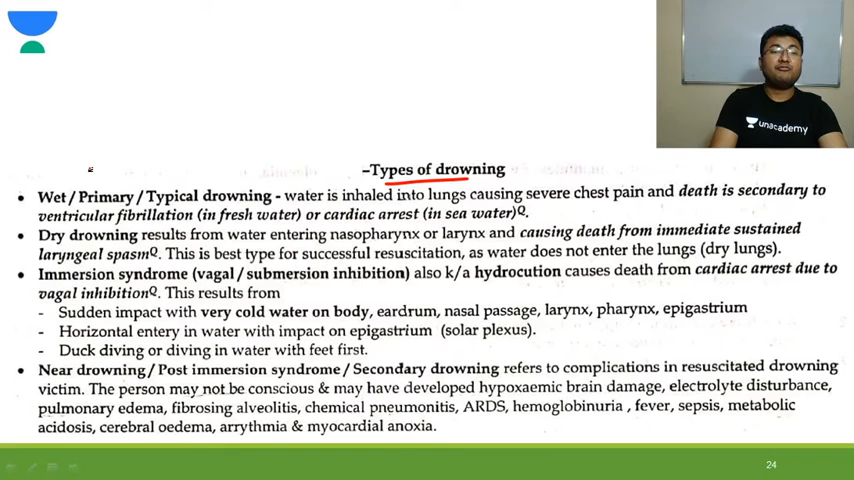 unacademy
–Types of drowning
• Wet / Primary / Typical drowning - water is inhaled into lungs causing severe chest pain and death is secondary to
ventricular fibrillation (in fresh water) or cardiac arrest (in sea water)Q.
• Dry drowning results from water entering nasopharynx or larynx and causing death from immediate sustained
laryngeal spasmQ. This is best type for successful resuscitation, as water does not enter the lungs (dry lungs).
• Immersion syndrome (vagal / submersion inhibition) also k/a hydrocution causes death from cardiac arrest due to
vagal inhibitionQ. This results from
- Sudden impact with very cold water on body, eardrum, nasal passage, larynx, pharynx, epigastrium
- Horizontal entery in water with impact on epigastrium (solar plexus).
- Duck diving or diving in water with feet first.
• Near drowning / Post immersion syndrome / Secondary drowning refers to complications in resuscitated drowning
victim. The person may not be conscious & may have developed hypoxaemic brain damage, electrolyte disturbance,
pulmonary edema, fibrosing alveolitis, chemical pneumonitis, ARDS, hemoglobinuria , fever, sepsis, metabolic
acidosis, cerebral oedema, arrythmia & myocardial anoxia.
24